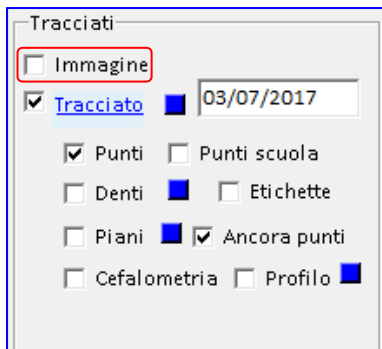 Tracciati
Immagine
Tracciato 03/07/2017
Punti Punti scuola
Denti Etichette
Piani Ancora punti
Cefalometria Profilo